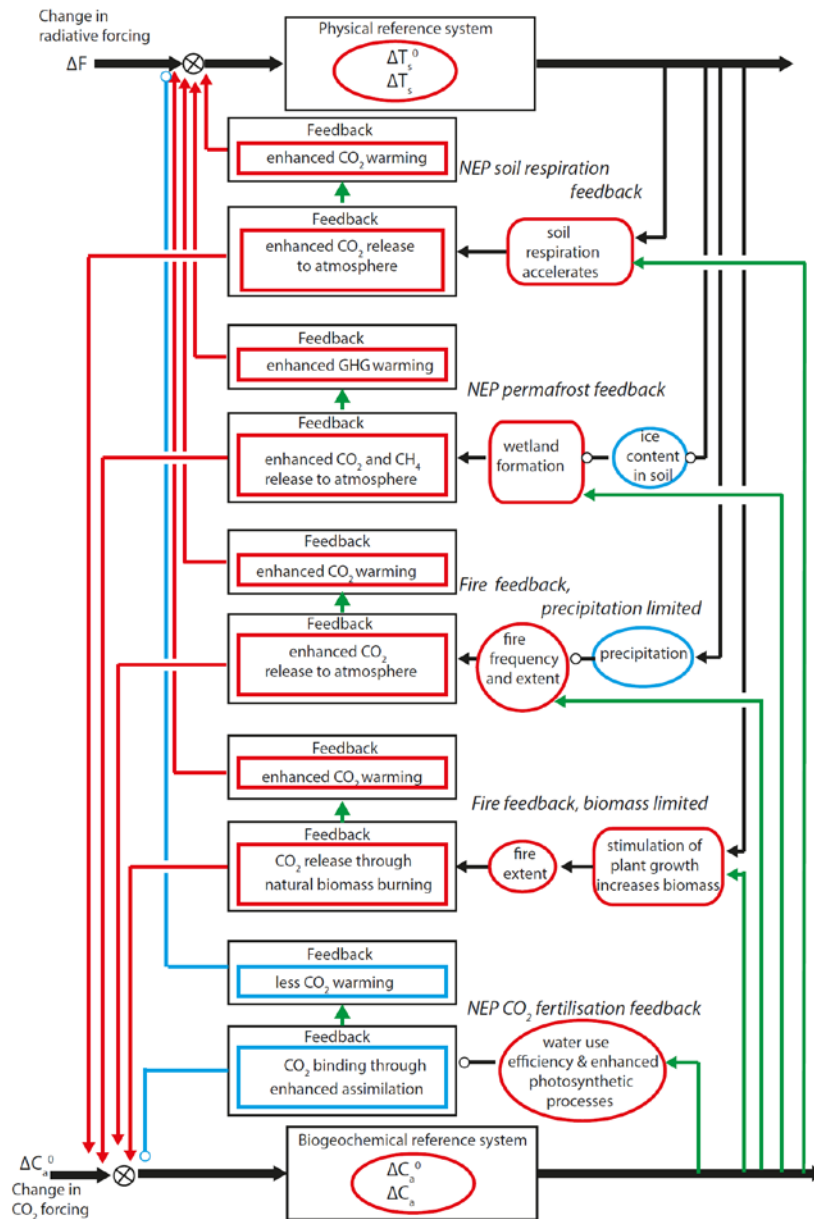 Change in
radiative forcing
ΔF
Physical reference system
ΔTₛ⁰
ΔTₛ
Feedback
enhanced CO₂ warming
NEP soil respiration
feedback
Feedback
enhanced CO₂ release
to atmosphere
soil
respiration
accelerates
Feedback
enhanced GHG warming
NEP permafrost feedback
Feedback
enhanced CO₂ and CH₄
release to atmosphere
wetland
formation
ice
content
in soil
Feedback
enhanced CO₂ warming
Fire feedback,
precipitation limited
Feedback
enhanced CO₂
release to atmosphere
fire
frequency
and extent
precipitation
Feedback
enhanced CO₂ warming
Fire feedback, biomass limited
Feedback
CO₂ release through
natural biomass burning
fire
extent
stimulation of
plant growth
increases biomass
Feedback
less CO₂ warming
NEP CO₂ fertilisation feedback
Feedback
CO₂ binding through
enhanced assimilation
water use
efficiency & enhanced
photosynthetic
processes
ΔCₐ⁰
Change in
CO₂ forcing
Biogeochemical reference system
ΔCₐ⁰
ΔCₐ